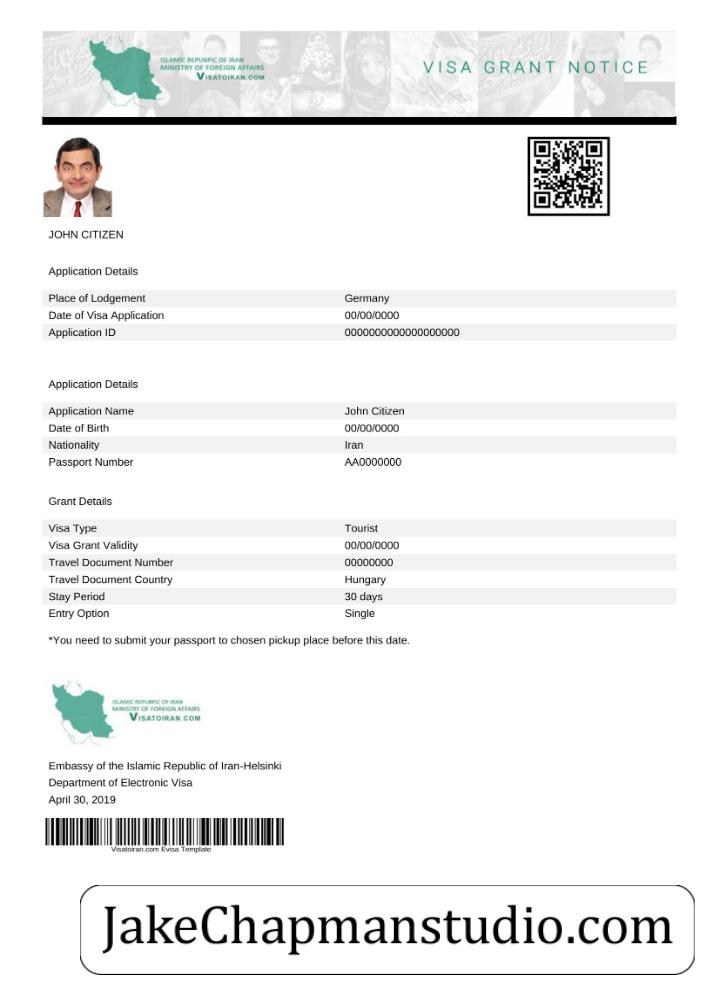 ISLAMIC REPUBPIC OF IRAN
MINISTRY OF FOREIGN AFFAIRS
VISATOIRAN.COM
VISA GRANT NOTICE
JOHN CITIZEN
Application Details
Place of Lodgement Germany
Date of Visa Application 00/00/0000
Application ID 0000000000000000000
Application Details
Application Name John Citizen
Date of Birth 00/00/0000
Nationality Iran
Passport Number AA0000000
Grant Details
Visa Type Tourist
Visa Grant Validity 00/00/0000
Travel Document Number 00000000
Travel Document Country Hungary
Stay Period 30 days
Entry Option Single
*You need to submit your passport to chosen pickup place before this date.
ISLAMIC REPUBPIC OF IRAN
MINISTRY OF FOREIGN AFFAIRS
VISATOIRAN.COM
Embassy of the Islamic Republic of Iran-Helsinki
Department of Electronic Visa
April 30, 2019
Visatoiran.com Evisa Template
JakeChapmanstudio.com